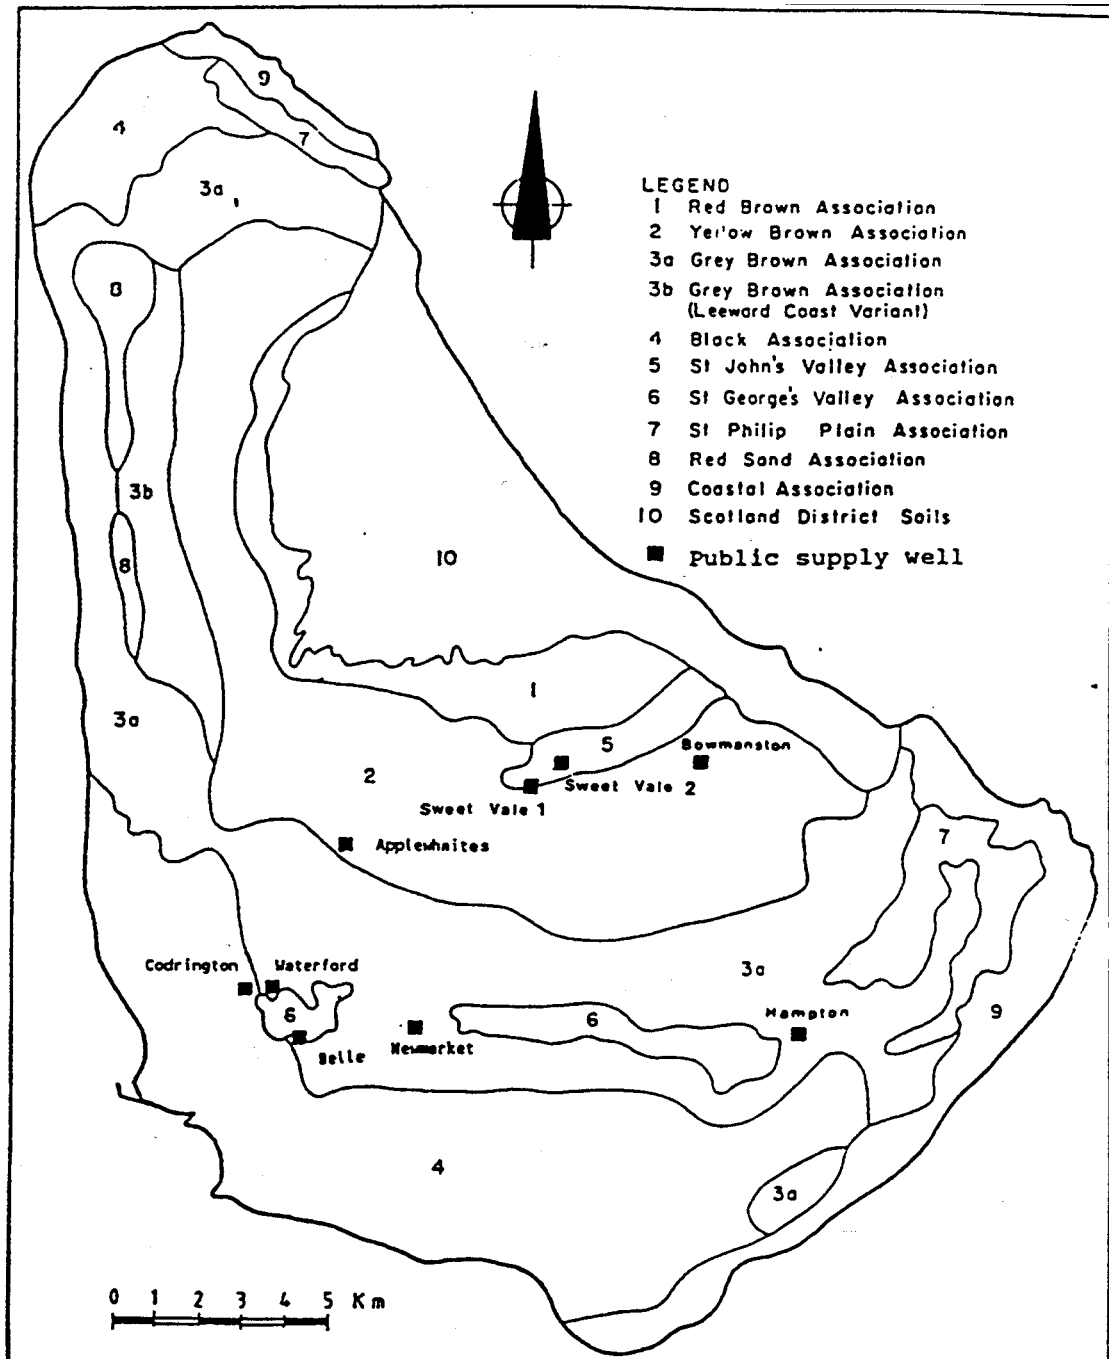 9
4
7
3a
LEGEND
1 Red Brown Association
2 Yellow Brown Association
3a Grey Brown Association
3b Grey Brown Association
(Leeward Coast Variant)
4 Black Association
5 St John's Valley Association
6 St George's Valley Association
7 St Philip Plain Association
8 Red Sand Association
9 Coastal Association
10 Scotland District Soils
Public supply well
8
3b
8
10
1
3a
5
Bowmanston
2
Sweet Vale 2
Sweet Vale 1
7
Applewhaites
Codrington
Waterford
3a
6
6
Hampton
9
Newmarket
Belle
4
3a
0 1 2 3 4 5 Km